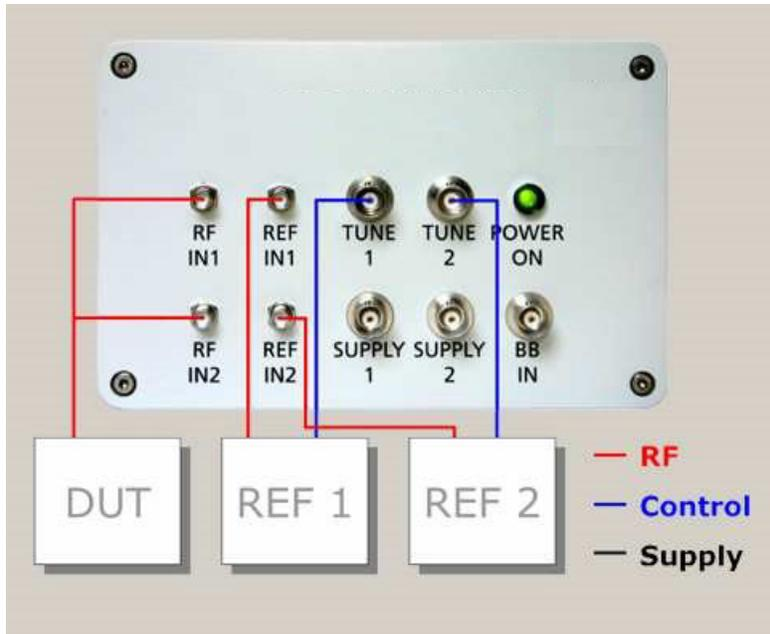 RF
IN1
REF
IN1
TUNE
1
TUNE
2
POWER
ON
RF
IN2
REF
IN2
SUPPLY
1
SUPPLY
2
BB
IN
DUT
REF 1
REF 2
RF
Control
Supply